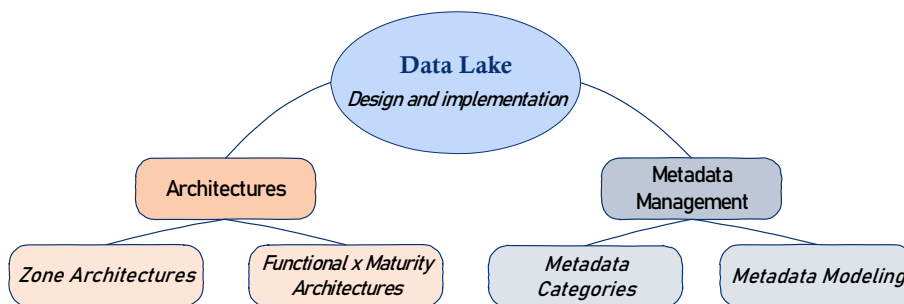 Data Lake
Design and implementation
Architectures
Metadata
Management
Zone Architectures
Functional x Maturity
Architectures
Metadata
Categories
Metadata Modeling